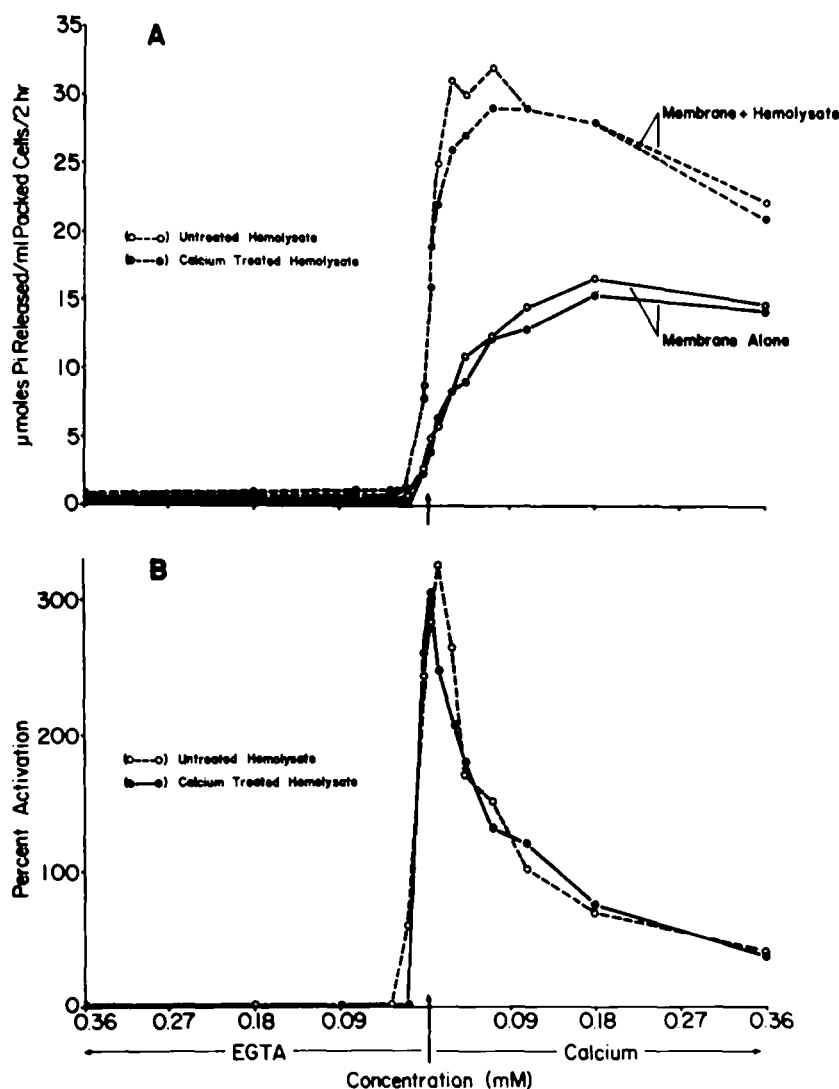 A
35
30
25
20
15
10
5
0
μmoles Pi Released/ml Packed Cells/2 hr
(o---o) Untreated Hemolysate
(●---●) Calcium Treated Hemolysate
Membrane + Hemolysate
Membrane Alone
B
300
200
100
0
Percent Activation
(o---o) Untreated Hemolysate
(●—●) Calcium Treated Hemolysate
0.36 0.27 0.18 0.09 0.09 0.18 0.27 0.36
EGTA Calcium
Concentration (mM)